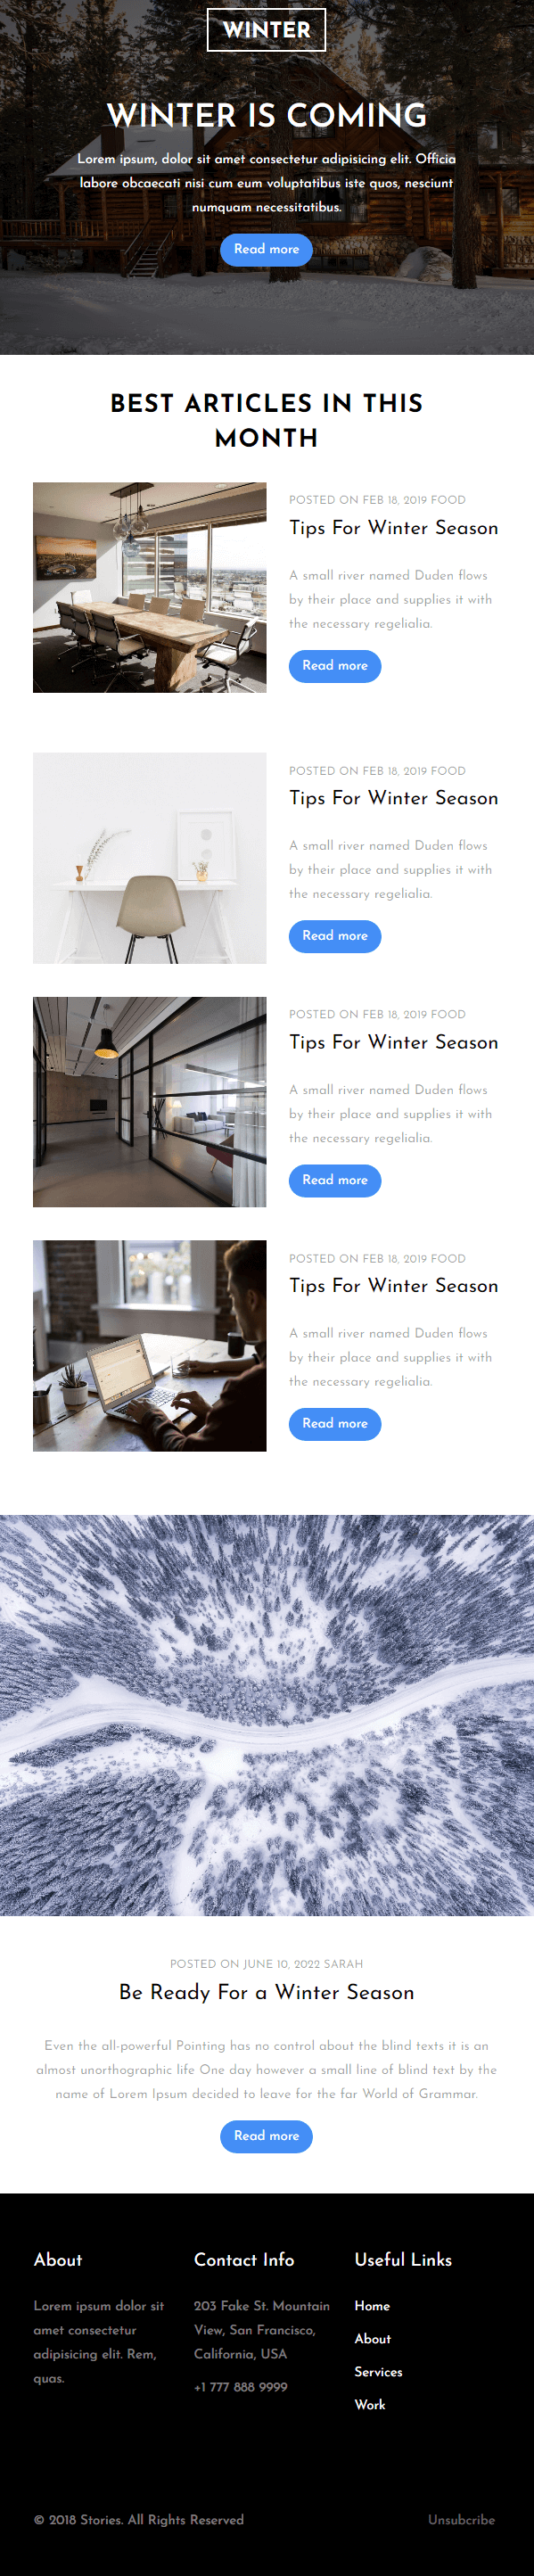 WINTER
WINTER IS COMING
Lorem ipsum, dolor sit amet consectetur adipisicing elit. Officia
labore obcaecati nisi cum eum voluptatibus iste quos, nesciunt
numquam necessitatibus.
Read more
BEST ARTICLES IN THIS
MONTH
POSTED ON FEB 18, 2019 FOOD
Tips For Winter Season
A small river named Duden flows
by their place and supplies it with
the necessary regelialia.
Read more
POSTED ON FEB 18, 2019 FOOD
Tips For Winter Season
A small river named Duden flows
by their place and supplies it with
the necessary regelialia.
Read more
POSTED ON FEB 18, 2019 FOOD
Tips For Winter Season
A small river named Duden flows
by their place and supplies it with
the necessary regelialia.
Read more
POSTED ON FEB 18, 2019 FOOD
Tips For Winter Season
A small river named Duden flows
by their place and supplies it with
the necessary regelialia.
Read more
POSTED ON JUNE 10, 2022 SARAH
Be Ready For a Winter Season
Even the all-powerful Pointing has no control about the blind texts it is an
almost unorthographic life One day however a small line of blind text by the
name of Lorem Ipsum decided to leave for the far World of Grammar.
Read more
About
Lorem ipsum dolor sit
amet consectetur
adipisicing elit. Rem,
quas.
Contact Info
203 Fake St. Mountain
View, San Francisco,
California, USA
+1 777 888 9999
Useful Links
Home
About
Services
Work
© 2018 Stories. All Rights Reserved
Unsubcribe